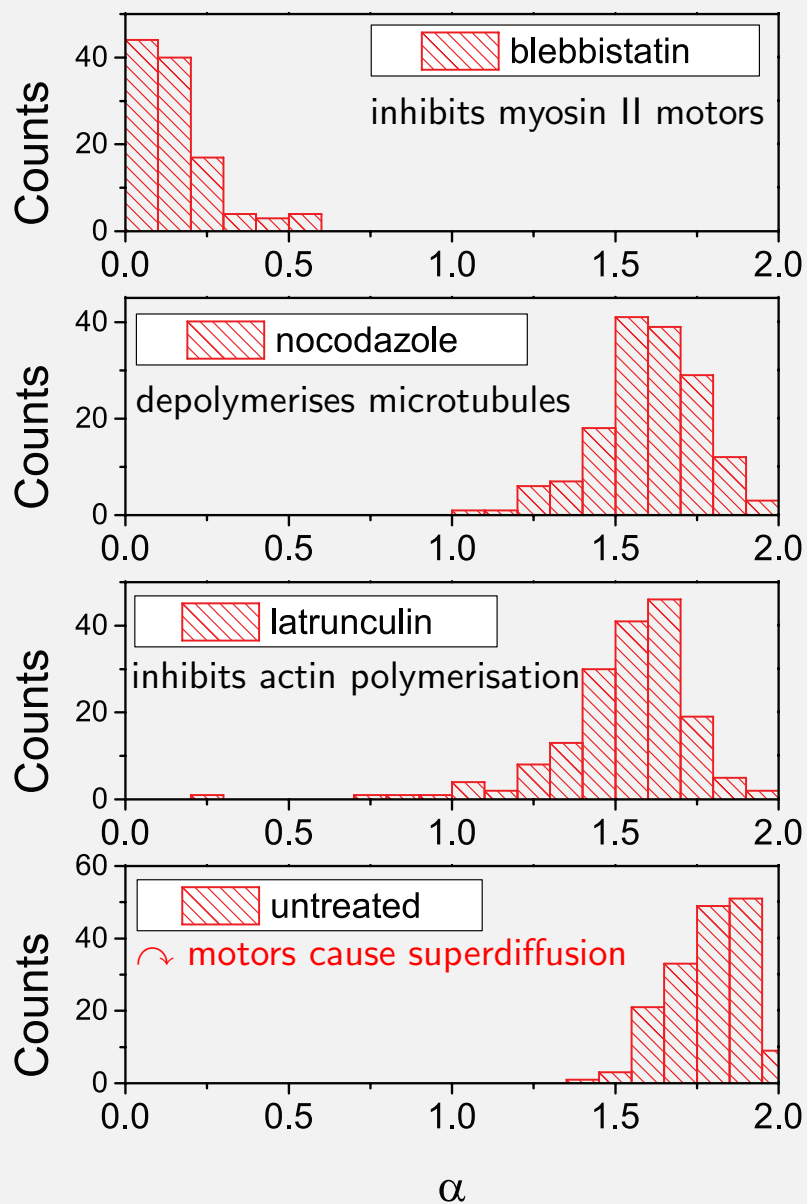 Counts
40
20
0
blebbistatin
inhibits myosin II motors
0.0 0.5 1.0 1.5 2.0
Counts
40
20
0
nocodazole
depolymerises microtubules
0.0 0.5 1.0 1.5 2.0
Counts
40
20
0
latrunculin
inhibits actin polymerisation
0.0 0.5 1.0 1.5 2.0
Counts
60
40
20
0
untreated
↷ motors cause superdiffusion
0.0 0.5 1.0 1.5 2.0
α